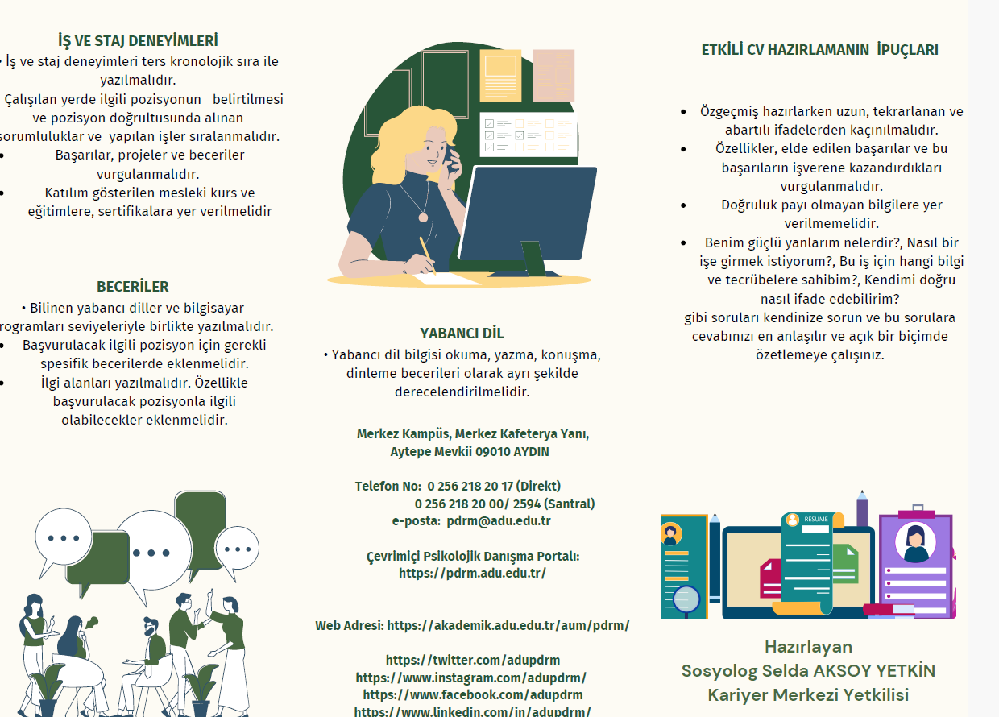 İŞ VE STAJ DENEYİMLERİ
• İş ve staj deneyimleri ters kronolojik sıra ile
yazılmalıdır.
Çalışılan yerde ilgili pozisyonun belirtilmesi
ve pozisyon doğrultusunda alınan
sorumluluklar ve yapılan işler sıralanmalıdır.
• Başarılar, projeler ve beceriler
vurgulanmalıdır.
• Katılım gösterilen mesleki kurs ve
eğitimlere, sertifikalara yer verilmelidir
BECERİLER
• Bilinen yabancı diller ve bilgisayar
rogramları seviyeleriyle birlikte yazılmalıdır.
• Başvurulacak ilgili pozisyon için gerekli
spesifik becerilerde eklenmelidir.
• İlgi alanları yazılmalıdır. Özellikle
başvurulacak pozisyonla ilgili
olabilecekler eklenmelidir.
YABANCI DİL
• Yabancı dil bilgisi okuma, yazma, konuşma,
dinleme becerileri olarak ayrı şekilde
derecelendirilmelidir.
Merkez Kampüs, Merkez Kafeterya Yanı,
Aytepe Mevkii 09010 AYDIN
Telefon No: 0 256 218 20 17 (Direkt)
0 256 218 20 00/ 2594 (Santral)
e-posta: pdrm@adu.edu.tr
Çevrimiçi Psikolojik Danışma Portalı:
https://pdrm.adu.edu.tr/
Web Adresi: https://akademik.adu.edu.tr/aum/pdrm/
https://twitter.com/adupdrm
https://www.instagram.com/adupdrm/
https://www.facebook.com/adupdrm
https://www.linkedin.com/in/adupdrm/
ETKİLİ CV HAZIRLAMANIN İPUÇLARI
• Özgeçmiş hazırlarken uzun, tekrarlanan ve
abartılı ifadelerden kaçınılmalıdır.
• Özellikler, elde edilen başarılar ve bu
başarıların işverene kazandırdıkları
vurgulanmalıdır.
• Doğruluk payı olmayan bilgilere yer
verilmemelidir.
• Benim güçlü yanlarım nelerdir?, Nasıl bir
işe girmek istiyorum?, Bu iş için hangi bilgi
ve tecrübelere sahibim?, Kendimi doğru
nasıl ifade edebilirim?
gibi soruları kendinize sorun ve bu sorulara
cevabınızı en anlaşılır ve açık bir biçimde
özetlemeye çalışınız.
RESUME
Hazırlayan
Sosyolog Selda AKSOY YETKİN
Kariyer Merkezi Yetkilisi